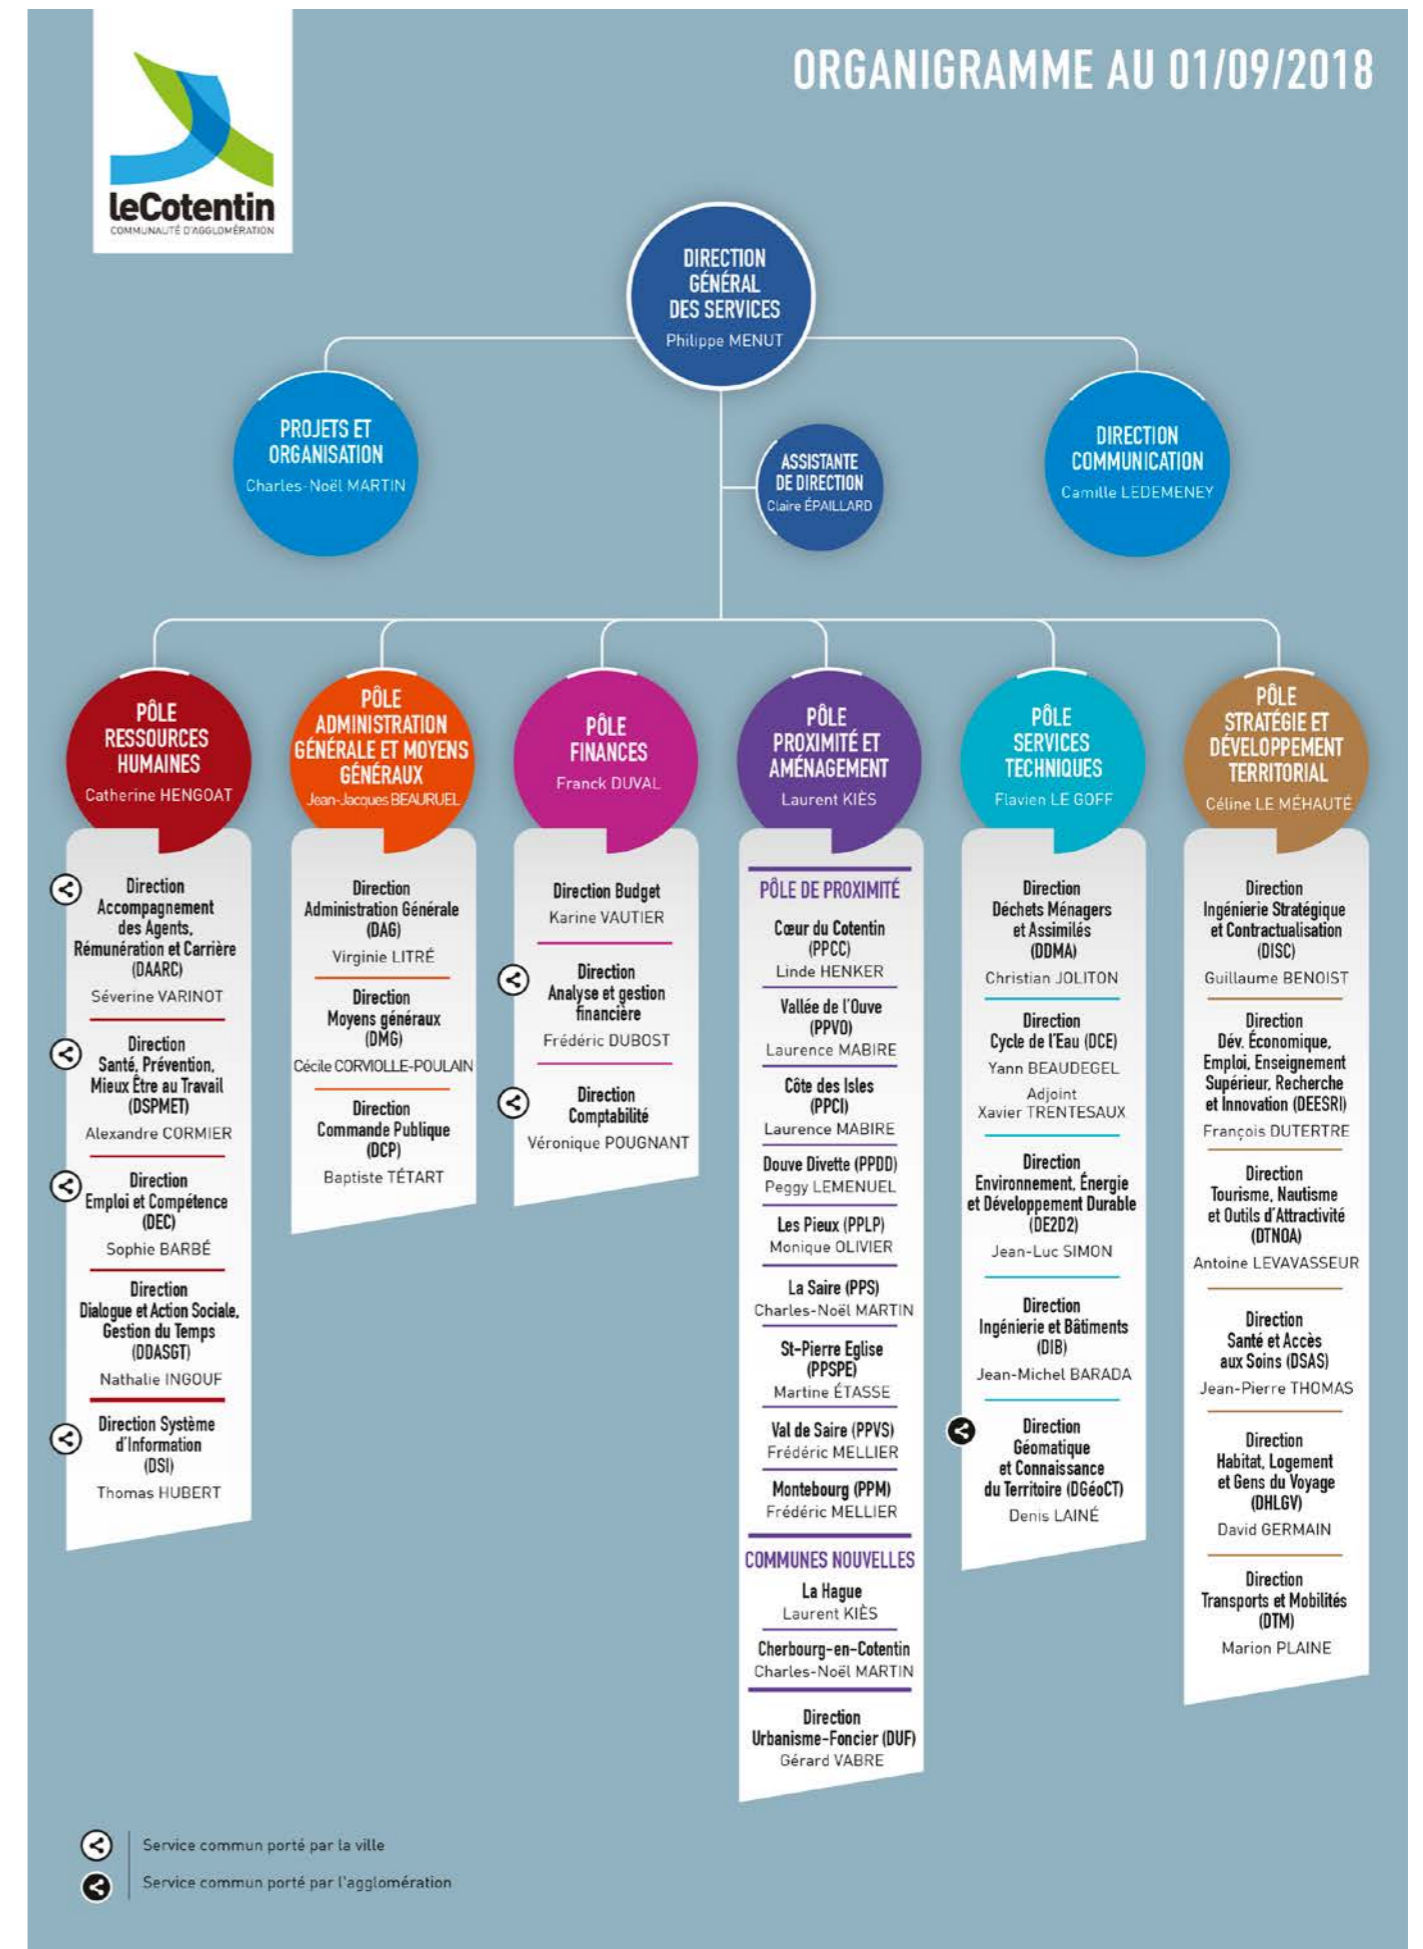 ORGANIGRAMME AU 01/09/2018
leCotentin
COMMUNAUTÉ D'AGGLOMÉRATION
DIRECTION
GÉNÉRAL
DES SERVICES
Philippe MENUT
PROJETS ET
ORGANISATION
Charles-Noël MARTIN
ASSISTANTE
DE DIRECTION
Claire ÉPAILLARD
DIRECTION
COMMUNICATION
Camille LEDEMENEY
PÔLE
RESSOURCES
HUMAINES
Catherine HENGOAT
Direction
Accompagnement
des Agents,
Rémunération et Carrière
(DAARC)
Séverine VARINOT
Direction
Santé, Prévention,
Mieux Être au Travail
(DSPMET)
Alexandre CORMIER
Direction
Emploi et Compétence
(DEC)
Sophie BARBÉ
Direction
Dialogue et Action Sociale,
Gestion du Temps
(DDASGT)
Nathalie INGOUF
Direction Système
d'Information
(DSI)
Thomas HUBERT
PÔLE
ADMINISTRATION
GÉNÉRALE ET MOYENS
GÉNÉRAUX
Jean-Jacques BEAURUEL
Direction
Administration Générale
(DAG)
Virginie LITRÉ
Direction
Moyens généraux
(DMG)
Cécile CORVIOLLE-POULAIN
Direction
Commande Publique
(DCP)
Baptiste TÉTART
PÔLE
FINANCES
Franck DUVAL
Direction Budget
Karine VAUTIER
Direction
Analyse et gestion
financière
Frédéric DUBOST
Direction
Comptabilité
Véronique POUGNANT
PÔLE
PROXIMITÉ ET
AMÉNAGEMENT
Laurent KIÈS
PÔLE DE PROXIMITÉ
Cœur du Cotentin
(PPCC)
Linde HENKER
Vallée de l'Ouve
(PPVO)
Laurence MABIRE
Côte des Isles
(PPCI)
Laurence MABIRE
Douve Divette (PPDD)
Peggy LEMENUEL
Les Pieux (PPLP)
Monique OLIVIER
La Saire (PPS)
Charles-Noël MARTIN
St-Pierre Eglise
(PPSPE)
Martine ÉTASSE
Val de Saire (PPVS)
Frédéric MELLIER
Montebourg (PPM)
Frédéric MELLIER
COMMUNES NOUVELLES
La Hague
Laurent KIÈS
Cherbourg-en-Cotentin
Charles-Noël MARTIN
Direction
Urbanisme-Foncier (DUF)
Gérard VABRE
PÔLE
SERVICES
TECHNIQUES
Flavien LE GOFF
Direction
Déchets Ménagers
et Assimilés
(DDMA)
Christian JOLITON
Direction
Cycle de l'Eau (DCE)
Yann BEAUDEGEL
Adjoint
Xavier TRENTESAUX
Direction
Environnement, Énergie
et Développement Durable
(DE2D2)
Jean-Luc SIMON
Direction
Ingénierie et Bâtiments
(DIB)
Jean-Michel BARADA
Direction
Géomatique
et Connaissance
du Territoire (DGéoCT)
Denis LAINÉ
PÔLE
STRATÉGIE ET
DÉVELOPPEMENT
TERRITORIAL
Céline LE MÉHAUTÉ
Direction
Ingénierie Stratégique
et Contractualisation
(DISC)
Guillaume BENOIST
Direction
Dév. Économique,
Emploi, Enseignement
Supérieur, Recherche
et Innovation (DEESRI)
François DUTERTRE
Direction
Tourisme, Nautisme
et Outils d'Attractivité
(DTNOA)
Antoine LEVAVASSEUR
Direction
Santé et Accès
aux Soins (DSAS)
Jean-Pierre THOMAS
Direction
Habitat, Logement
et Gens du Voyage
(DHLGV)
David GERMAIN
Direction
Transports et Mobilités
(DTM)
Marion PLAINE
Service commun porté par la ville
Service commun porté par l'agglomération